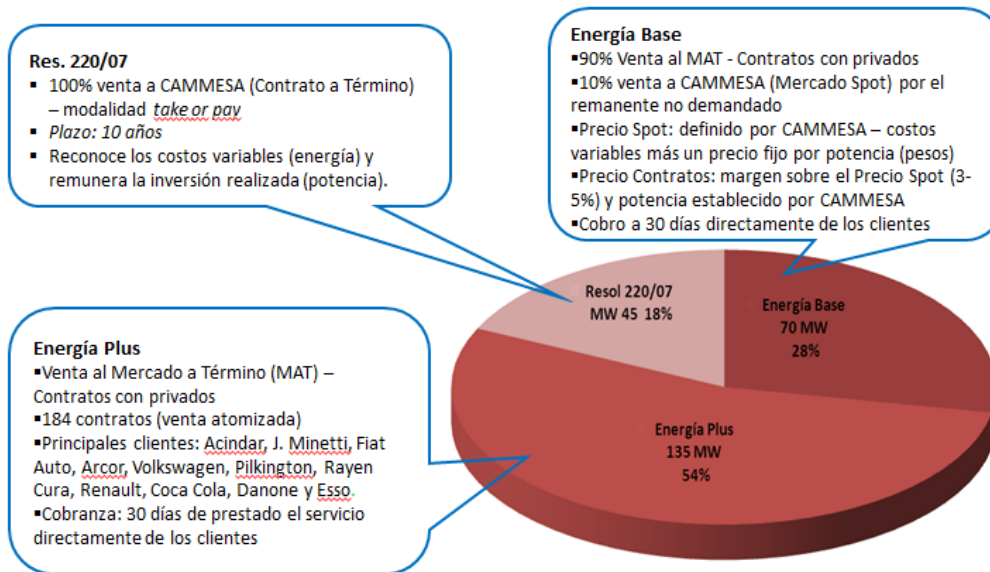 Res. 220/07
▪ 100% venta a CAMMESA (Contrato a Término)
– modalidad take or pay
▪ Plazo: 10 años
▪ Reconoce los costos variables (energía) y
remunera la inversión realizada (potencia).
Energía Base
▪90% Venta al MAT - Contratos con privados
▪10% venta a CAMMESA (Mercado Spot) por el
remanente no demandado
▪Precio Spot: definido por CAMMESA – costos
variables más un precio fijo por potencia (pesos)
▪Precio Contratos: margen sobre el Precio Spot (3-
5%) y potencia establecido por CAMMESA
▪Cobro a 30 días directamente de los clientes
Energía Plus
▪Venta al Mercado a Término (MAT) –
Contratos con privados
▪184 contratos (venta atomizada)
▪Principales clientes: Acindar, J. Minetti, Fiat
Auto, Arcor, Volkswagen, Pilkington, Rayen
Cura, Renault, Coca Cola, Danone y Esso.
▪Cobranza: 30 días de prestado el servicio
directamente de los clientes
Resol 220/07
MW 45 18%
Energía Base
70 MW
28%
Energía Plus
135 MW
54%